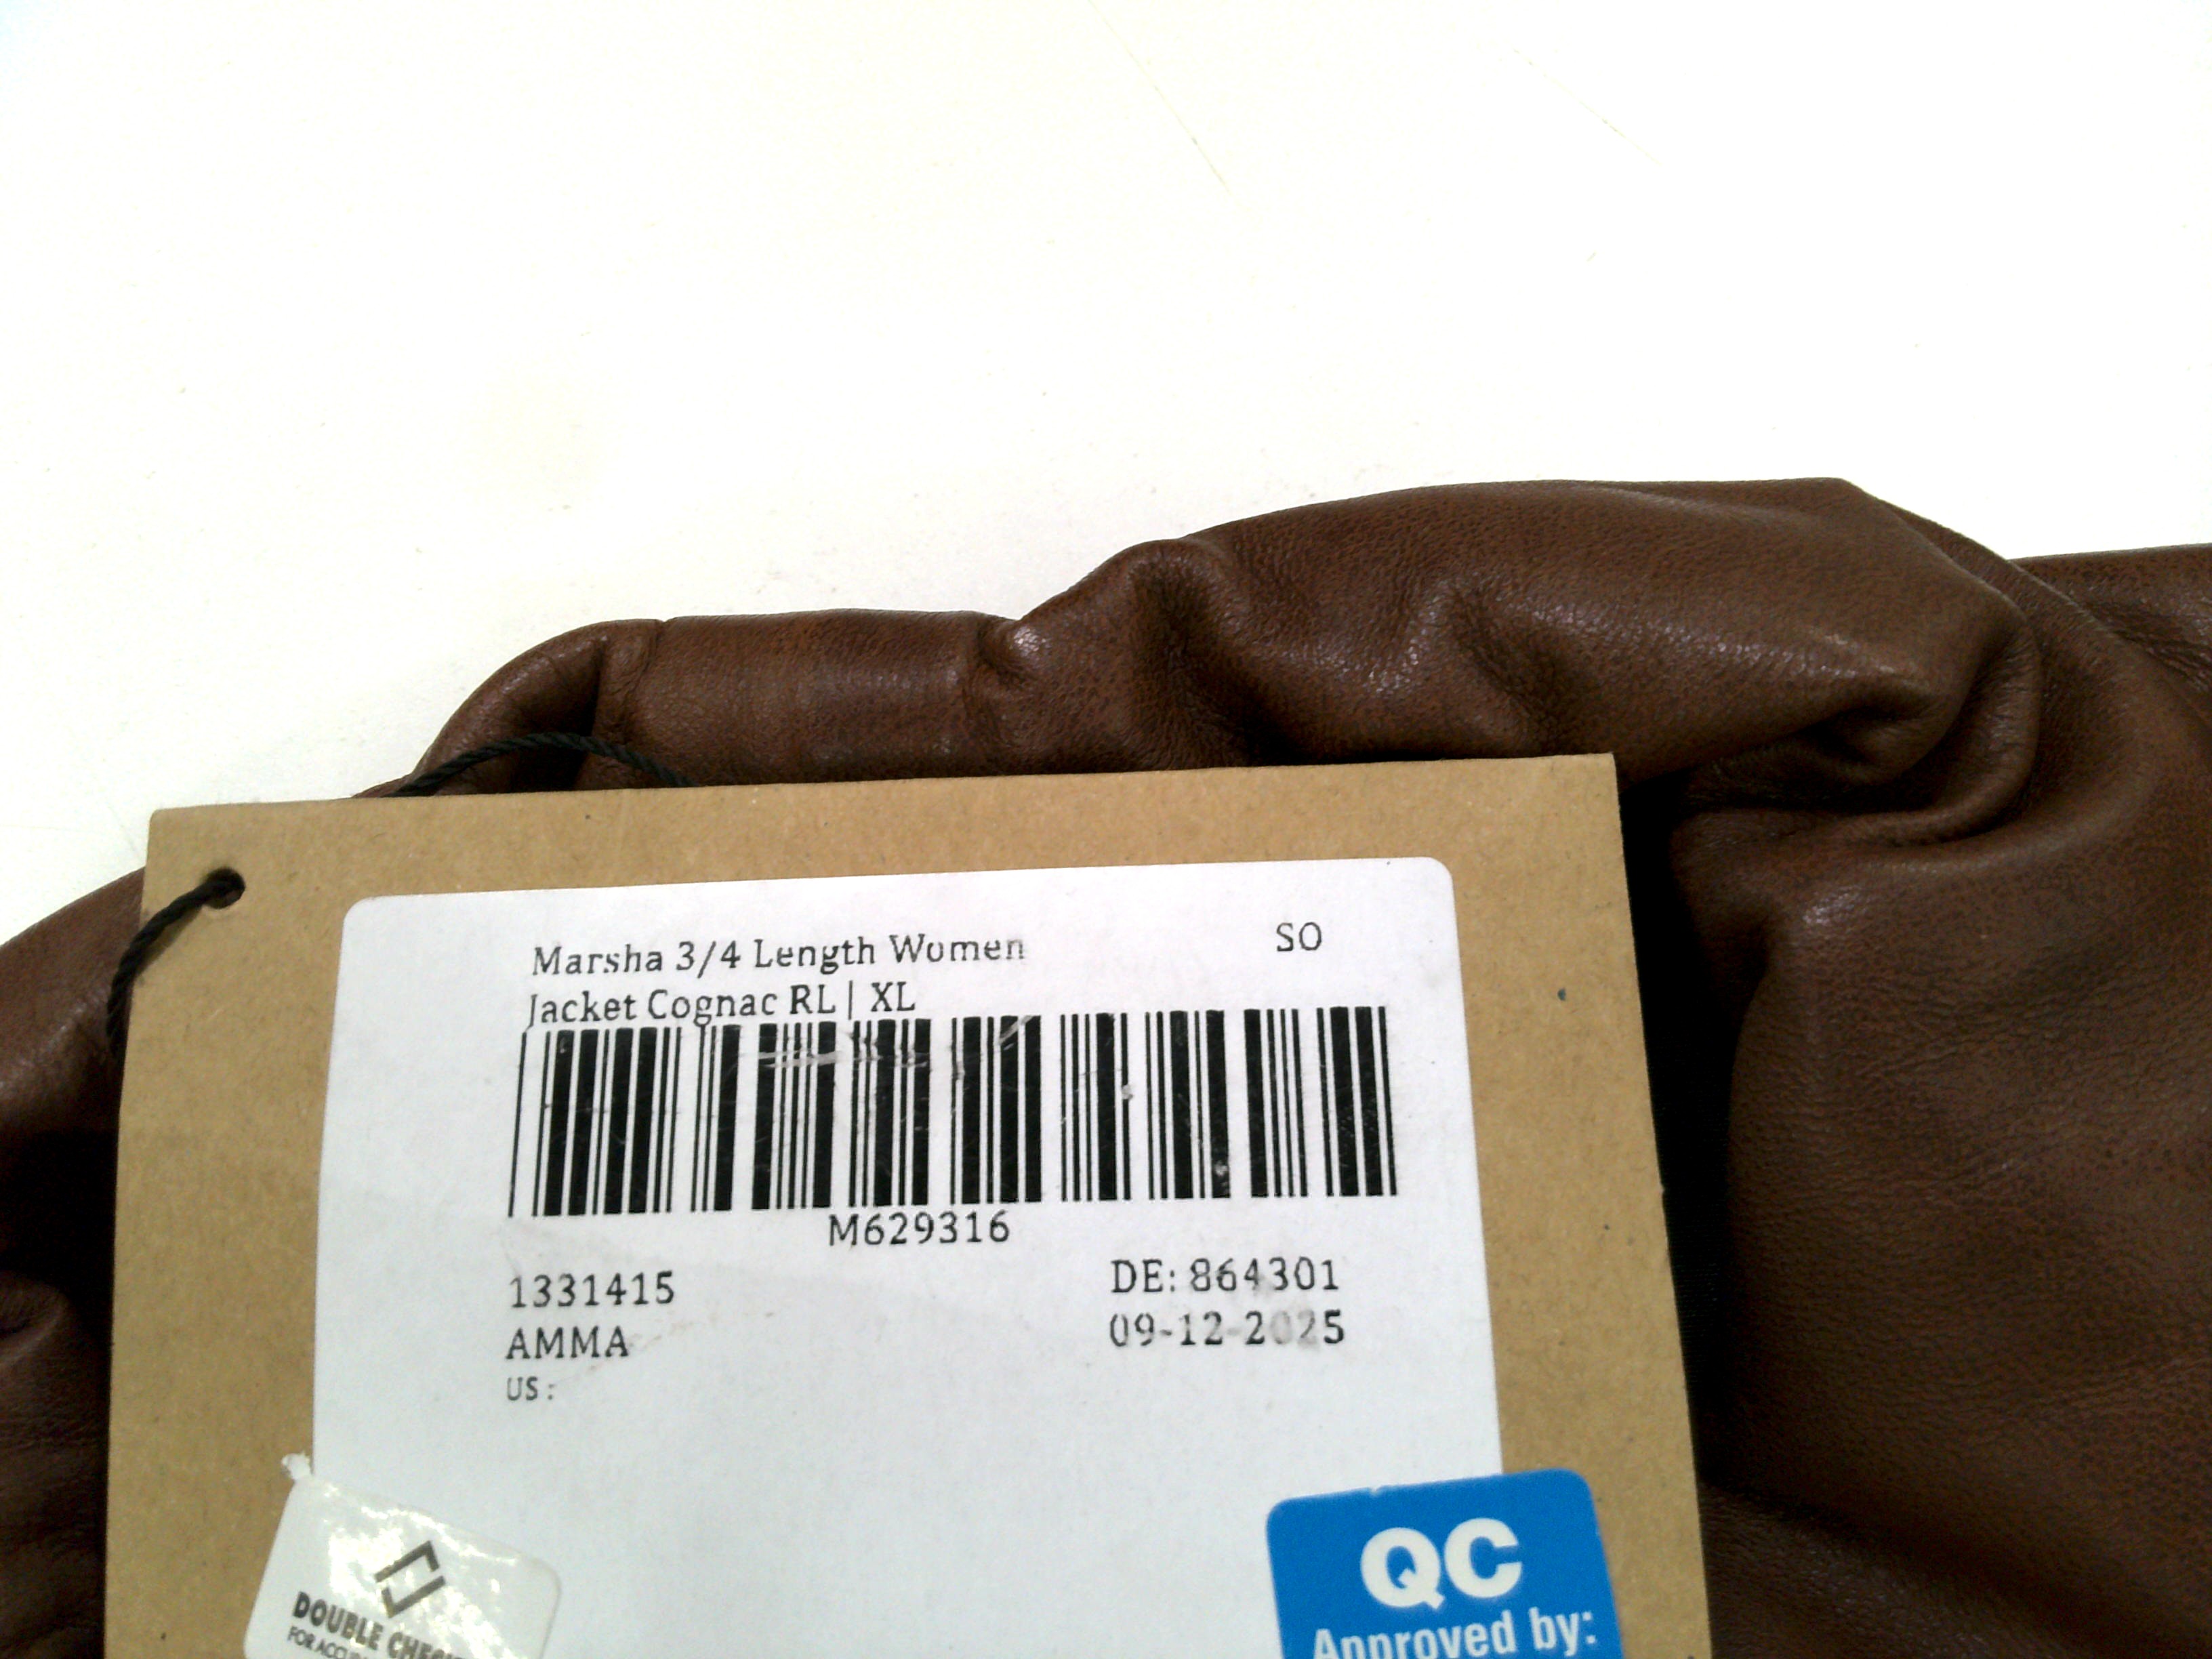 Marsha 3/4 Length Women
SO
Jacket Cognac RL | XL
M629316
1331415
DE: 864301
AMMA
09-12-2025
US :
DOUBLE CHECK
QC
Approved by: